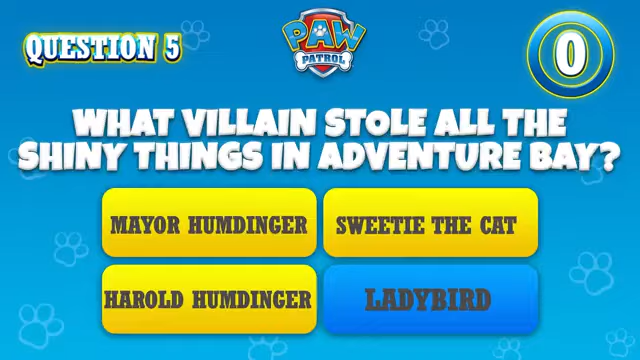 QUESTION 5
PAW
PATROL
0
WHAT VILLAIN STOLE ALL THE
SHINY THINGS IN ADVENTURE BAY?
MAYOR HUMDINGER
SWEETIE THE CAT
HAROLD HUMDINGER
LADYBIRD